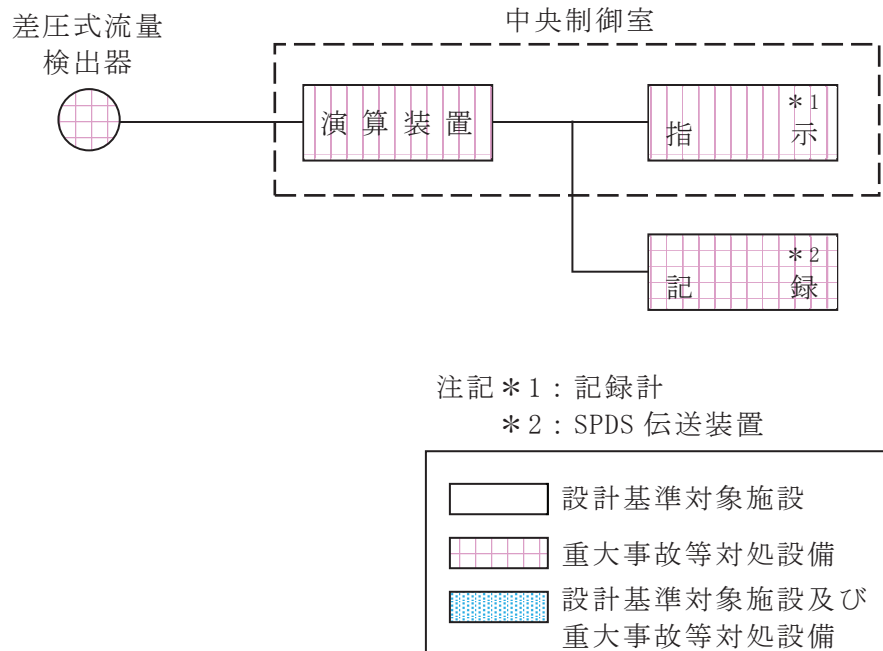 差圧式流量
検出器
中央制御室
演算装置
指示 *1
記録 *2
注記*1：記録計
*2：SPDS 伝送装置
設計基準対象施設
重大事故等対処設備
設計基準対象施設及び
重大事故等対処設備